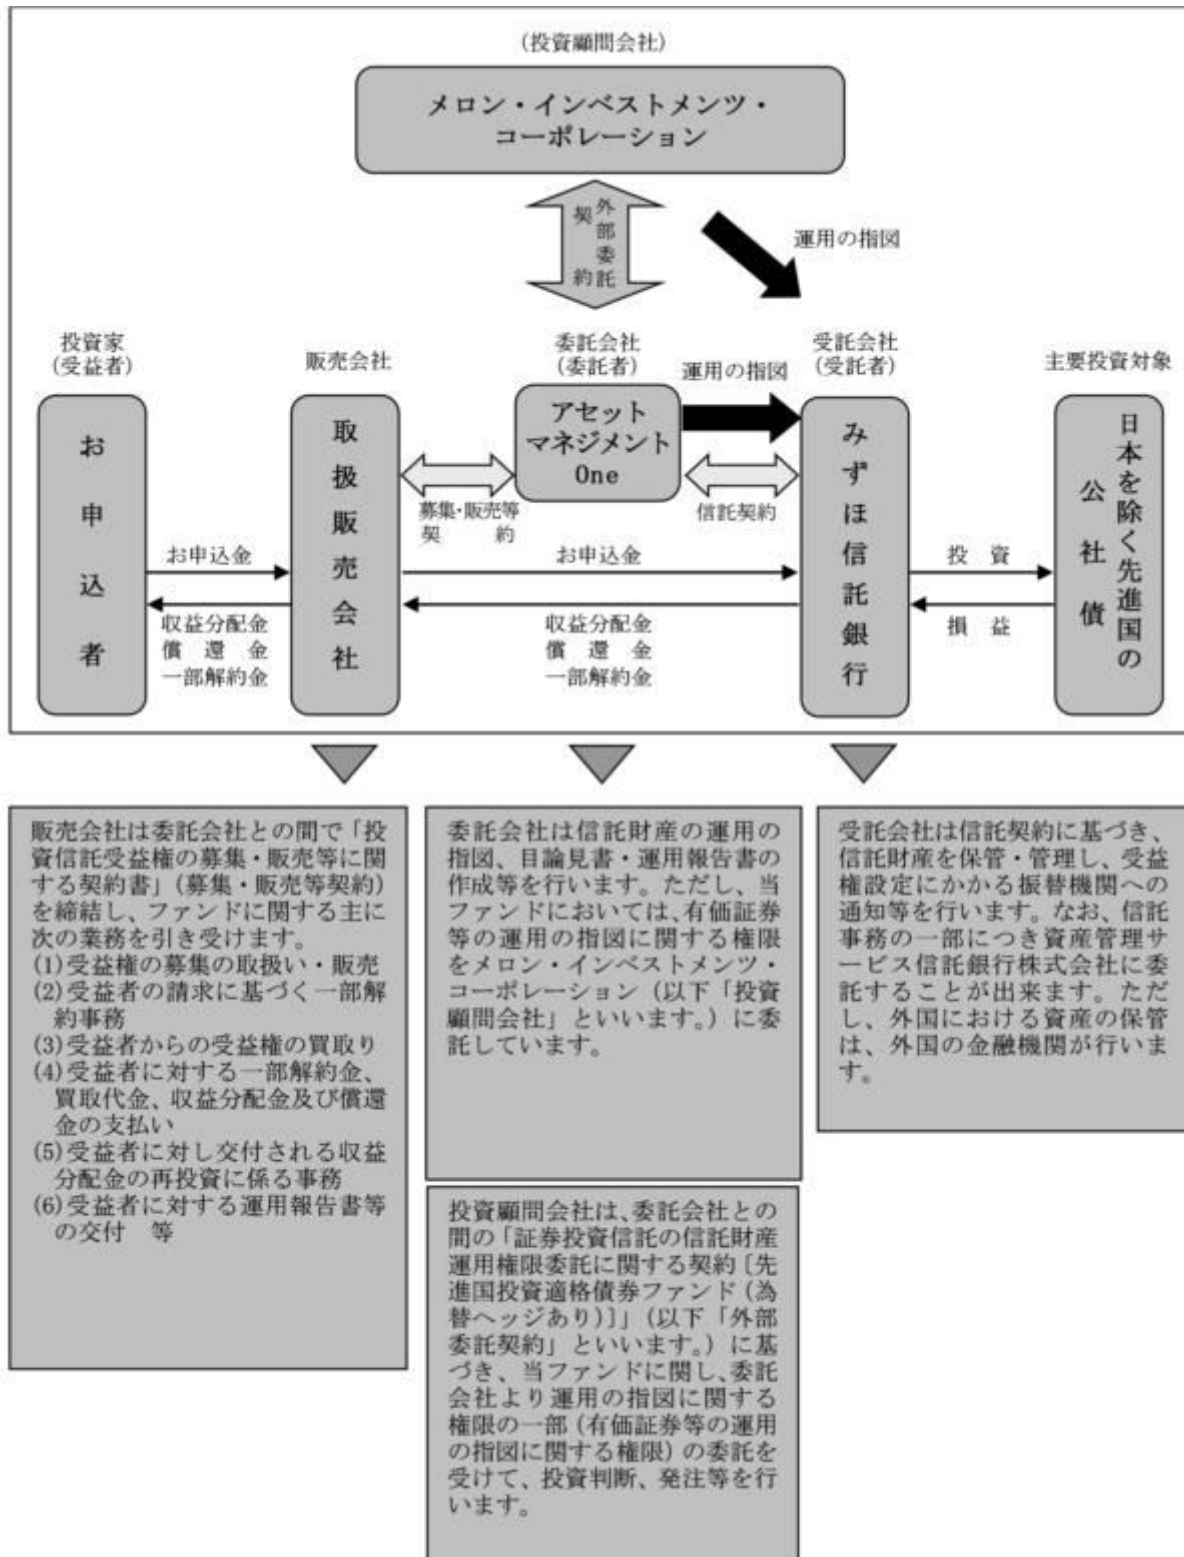 (投資顧問会社)
メロン・インベストメンツ・
コーポレーション
外部委託
契約
運用の指図
投資家
(受益者)
販売会社
委託会社
(委託者)
運用の指図
受託会社
(受託者)
主要投資対象
お申込者
取扱販売会社
アセット
マネジメント
One
みずほ信託銀行
日本を除く先進国の
公社債
募集・販売等
契約
信託契約
お申込金
お申込金
投資
収益分配金
償還金
一部解約金
収益分配金
償還金
一部解約金
損益
販売会社は委託会社との間で「投
資信託受益権の募集・販売等に関
する契約書」(募集・販売等契約)
を締結し、ファンドに関する主に
次の業務を引き受けます。
(1)受益権の募集の取扱い・販売
(2)受益者の請求に基づく一部解
約事務
(3)受益者からの受益権の買取り
(4)受益者に対する一部解約金、
買取代金、収益分配金及び償還
金の支払い
(5)受益者に対し交付される収益
分配金の再投資に係る事務
(6)受益者に対する運用報告書等
の交付 等
委託会社は信託財産の運用の
指図、目論見書・運用報告書の
作成等を行います。ただし、当
ファンドにおいては、有価証券
等の運用の指図に関する権限
をメロン・インベストメンツ・
コーポレーション(以下「投資
顧問会社」といいます。)に委
託しています。
投資顧問会社は、委託会社との
間の「証券投資信託の信託財産
運用権限委託に関する契約[先
進国投資適格債券ファンド(為
替ヘッジあり)]」(以下「外部
委託契約」といいます。)に基
づき、当ファンドに関し、委託
会社より運用の指図に関する
権限の一部(有価証券等の運用
の指図に関する権限)の委託を
受けて、投資判断、発注等を行
います。
受託会社は信託契約に基づき、
信託財産を保管・管理し、受益
権設定にかかる振替機関への
通知等を行います。なお、信託
事務の一部につき資産管理サ
ービス信託銀行株式会社に委
託することが出来ます。ただ
し、外国における資産の保管
は、外国の金融機関が行いま
す。